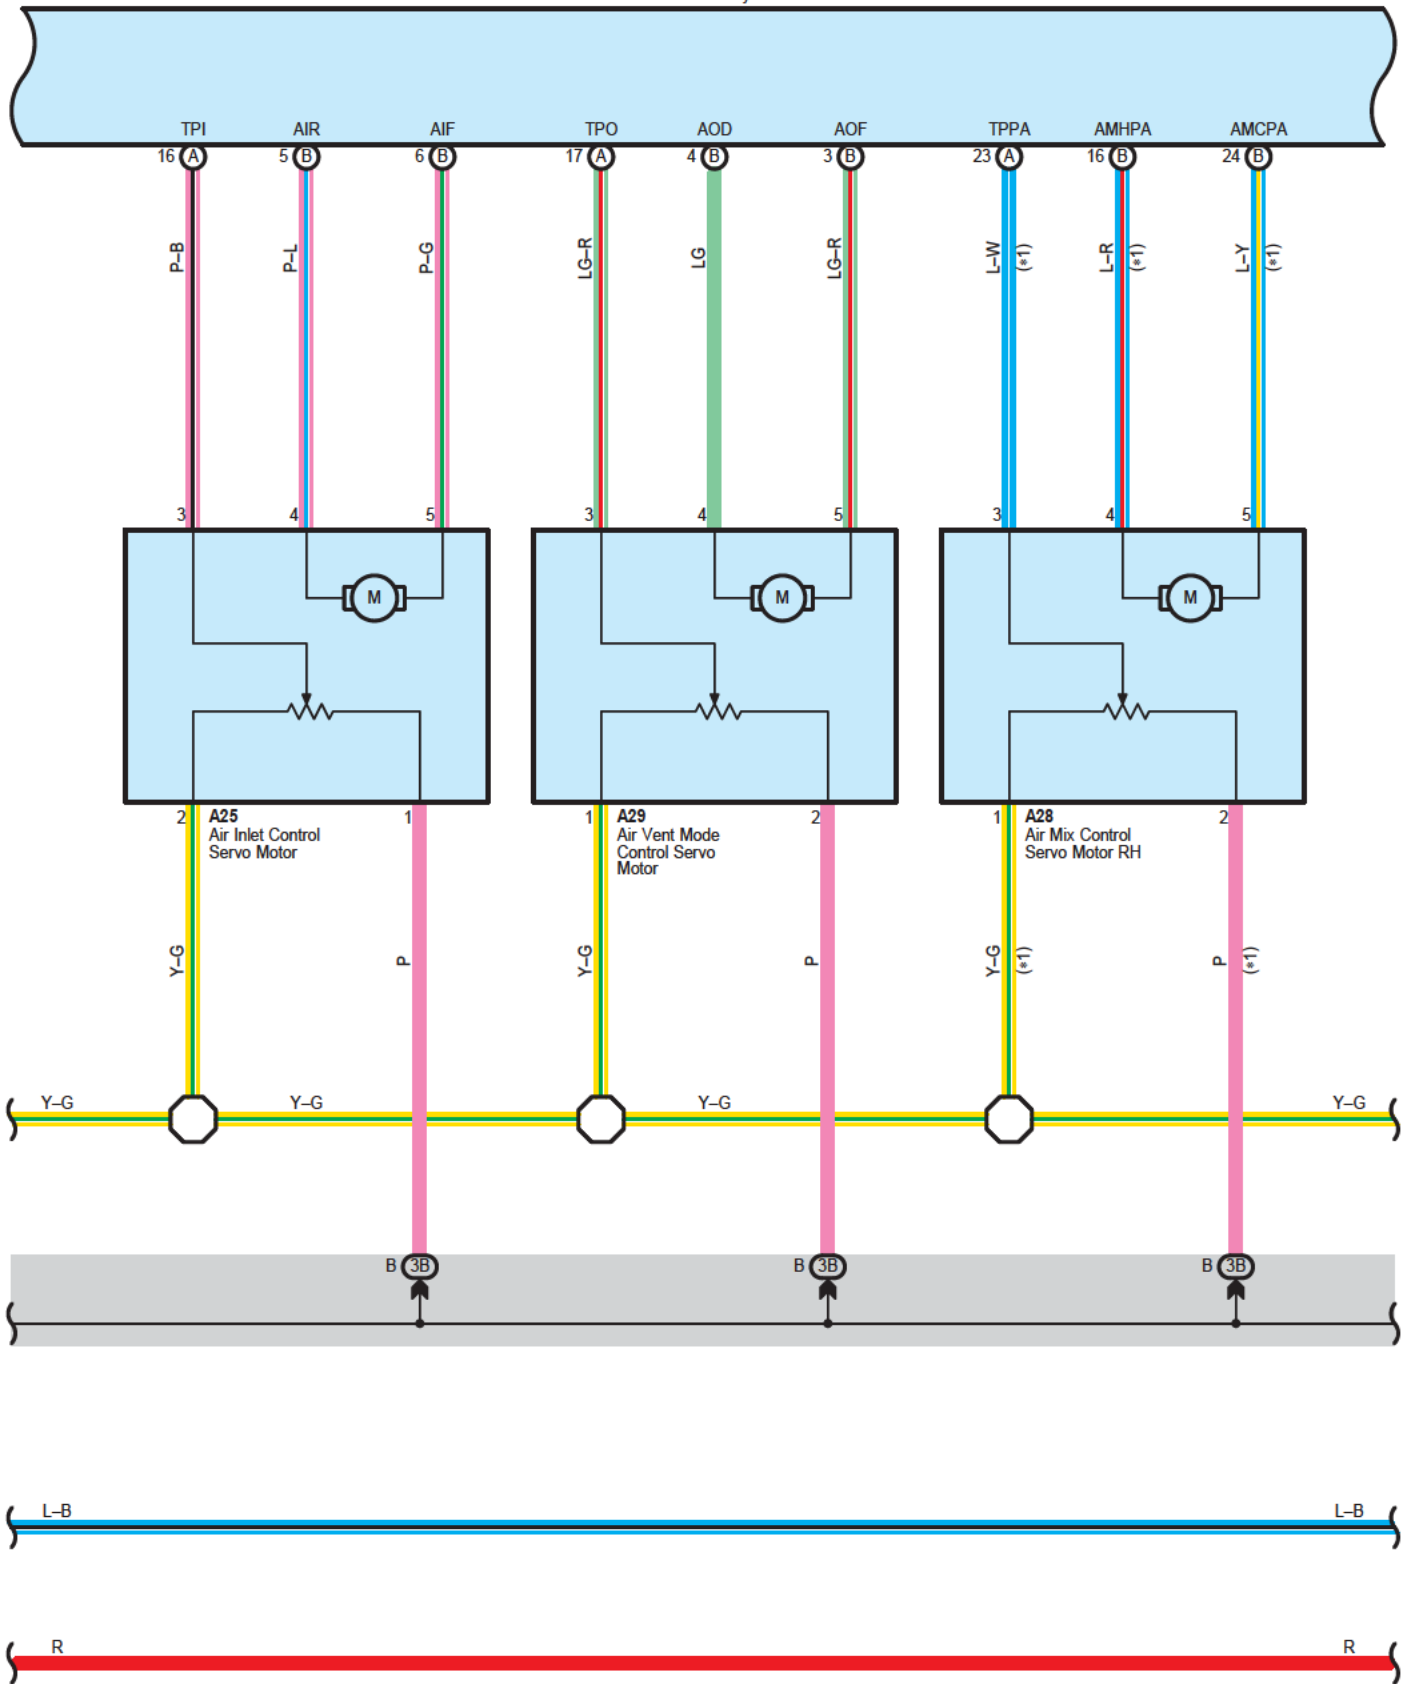 TPI AIR AIF TPO AOD AOF TPPA AMHPA AMCPA
16 A 5 B 6 B 17 A 4 B 3 B 23 A 16 B 24 B
P–B P–L P–G LG–R LG LG–R L–W (*1) L–R (*1) L–Y (*1)
3 4 5 3 4 5 3 4 5
M M M
2 A25 1 1 A29 2 1 A28 2
Air Inlet Control Air Vent Mode Air Mix Control
Servo Motor Control Servo Servo Motor RH
Motor
Y–G P Y–G P Y–G (*1) P (*1)
Y–G Y–G Y–G Y–G
B 3B B 3B B 3B
L–B L–B
R R